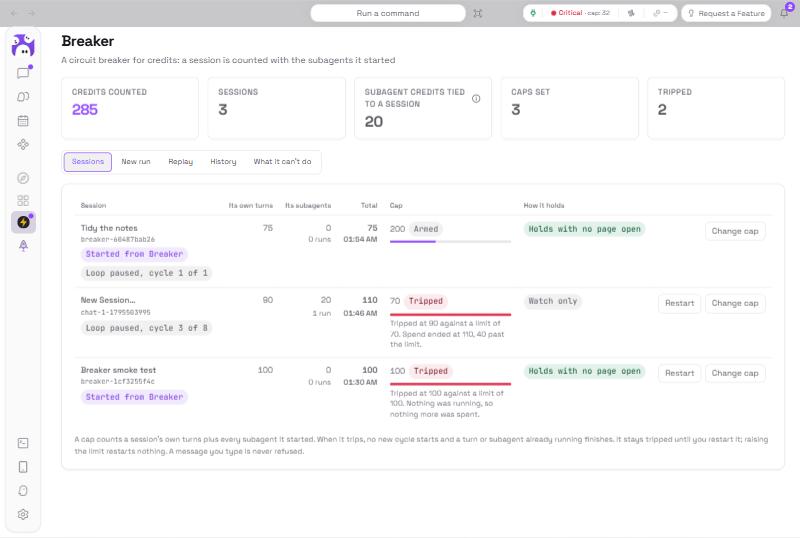 Run a command
Critical · cap: 32
Request a Feature
2
Breaker
A circuit breaker for credits: a session is counted with the subagents it started
CREDITS COUNTED
285
SESSIONS
3
SUBAGENT CREDITS TIED
TO A SESSION
20
CAPS SET
3
TRIPPED
2
Sessions
New run
Replay
History
What it can't do
Session
Its own turns
Its subagents
Total
Cap
How it holds
Tidy the notes
breaker-60487bab26
Started from Breaker
Loop paused, cycle 1 of 1
75
0
0 runs
75
01:54 AM
200 Armed
Holds with no page open
Change cap
New Session...
chat-1-1795503995
Loop paused, cycle 3 of 8
90
20
1 run
110
01:46 AM
70 Tripped
Tripped at 90 against a limit of
70. Spend ended at 110, 40 past
the limit.
Watch only
Restart
Change cap
Breaker smoke test
breaker-1cf3255f4c
Started from Breaker
100
0
0 runs
100
01:30 AM
100 Tripped
Tripped at 100 against a limit of
100. Nothing was running, so
nothing more was spent.
Holds with no page open
Restart
Change cap
A cap counts a session's own turns plus every subagent it started. When it trips, no new cycle starts and a turn or subagent already running finishes. It stays tripped until you restart it; raising
the limit restarts nothing. A message you type is never refused.